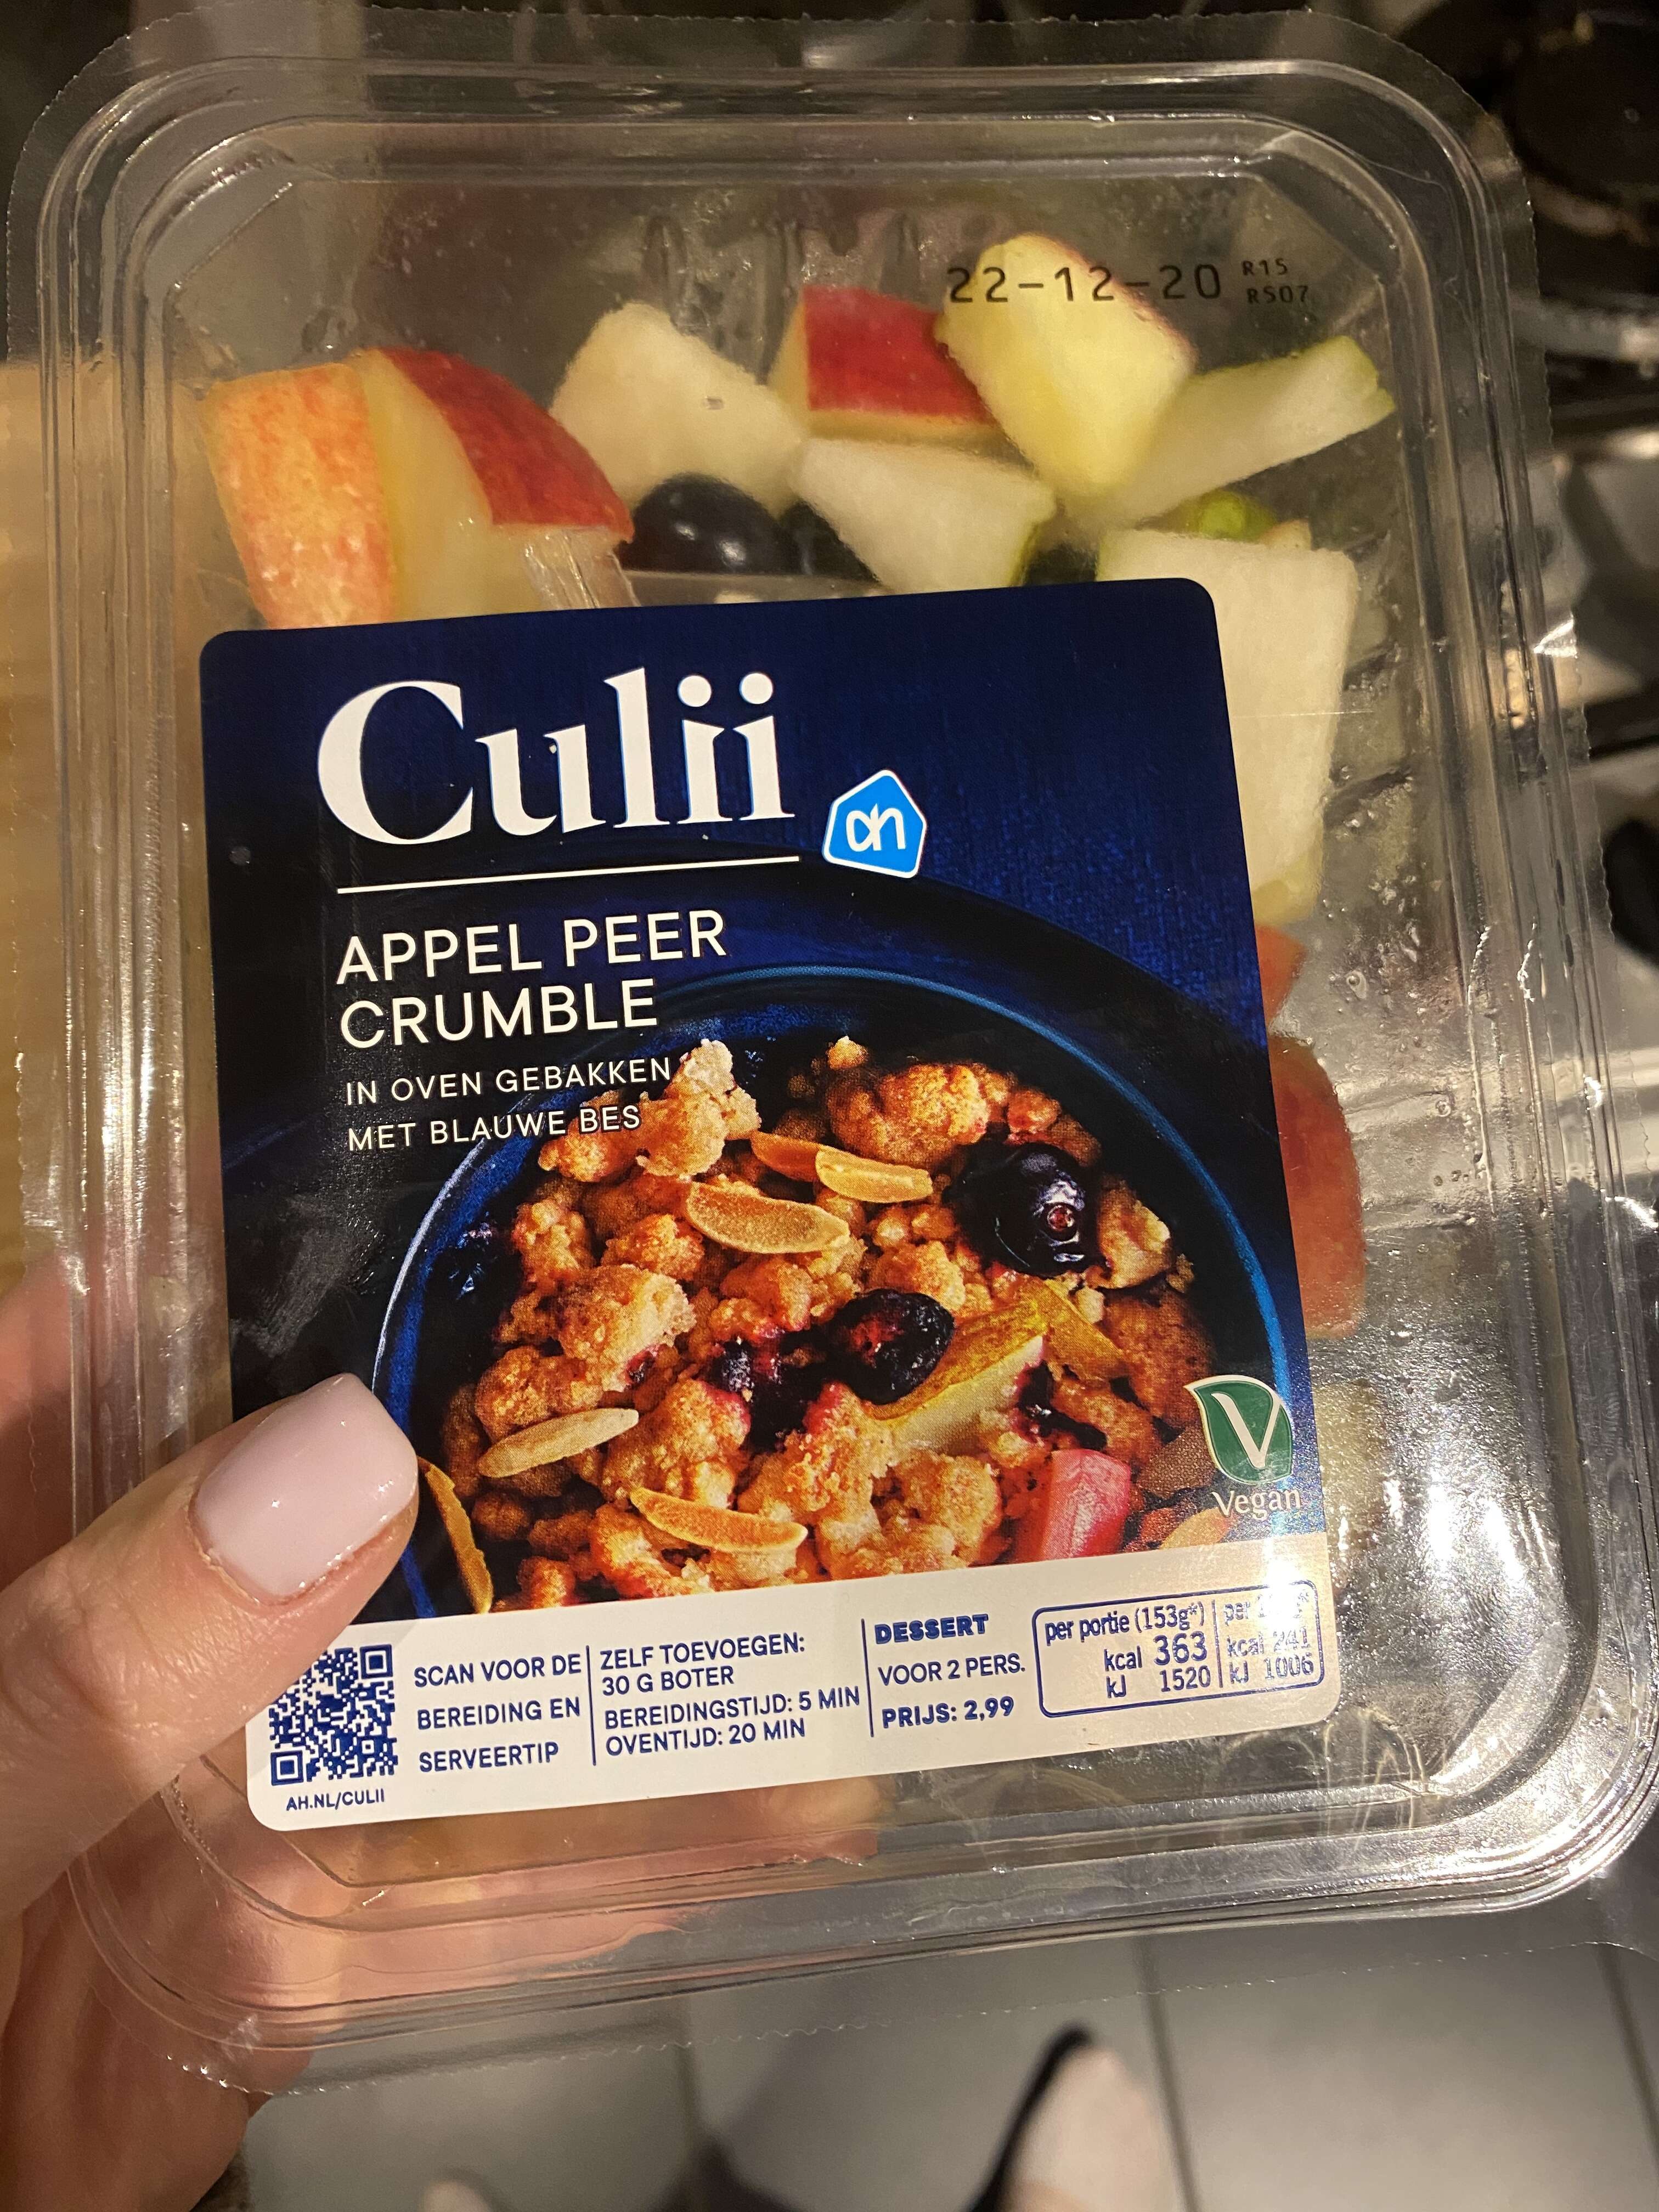 22-12-20 R15
RS07
Culii
ah
APPEL PEER
CRUMBLE
IN OVEN GEBAKKEN
MET BLAUWE BES
V
Vegan
SCAN VOOR DE
BEREIDING EN
SERVEERTIP
AH.NL/CULII
ZELF TOEVOEGEN:
30 G BOTER
BEREIDINGSTIJD: 5 MIN
OVENTIJD: 20 MIN
DESSERT
VOOR 2 PERS.
PRIJS: 2,99
per portie (153g*)
kcal 363
kJ 1520
per
kcal 241
kJ 1006